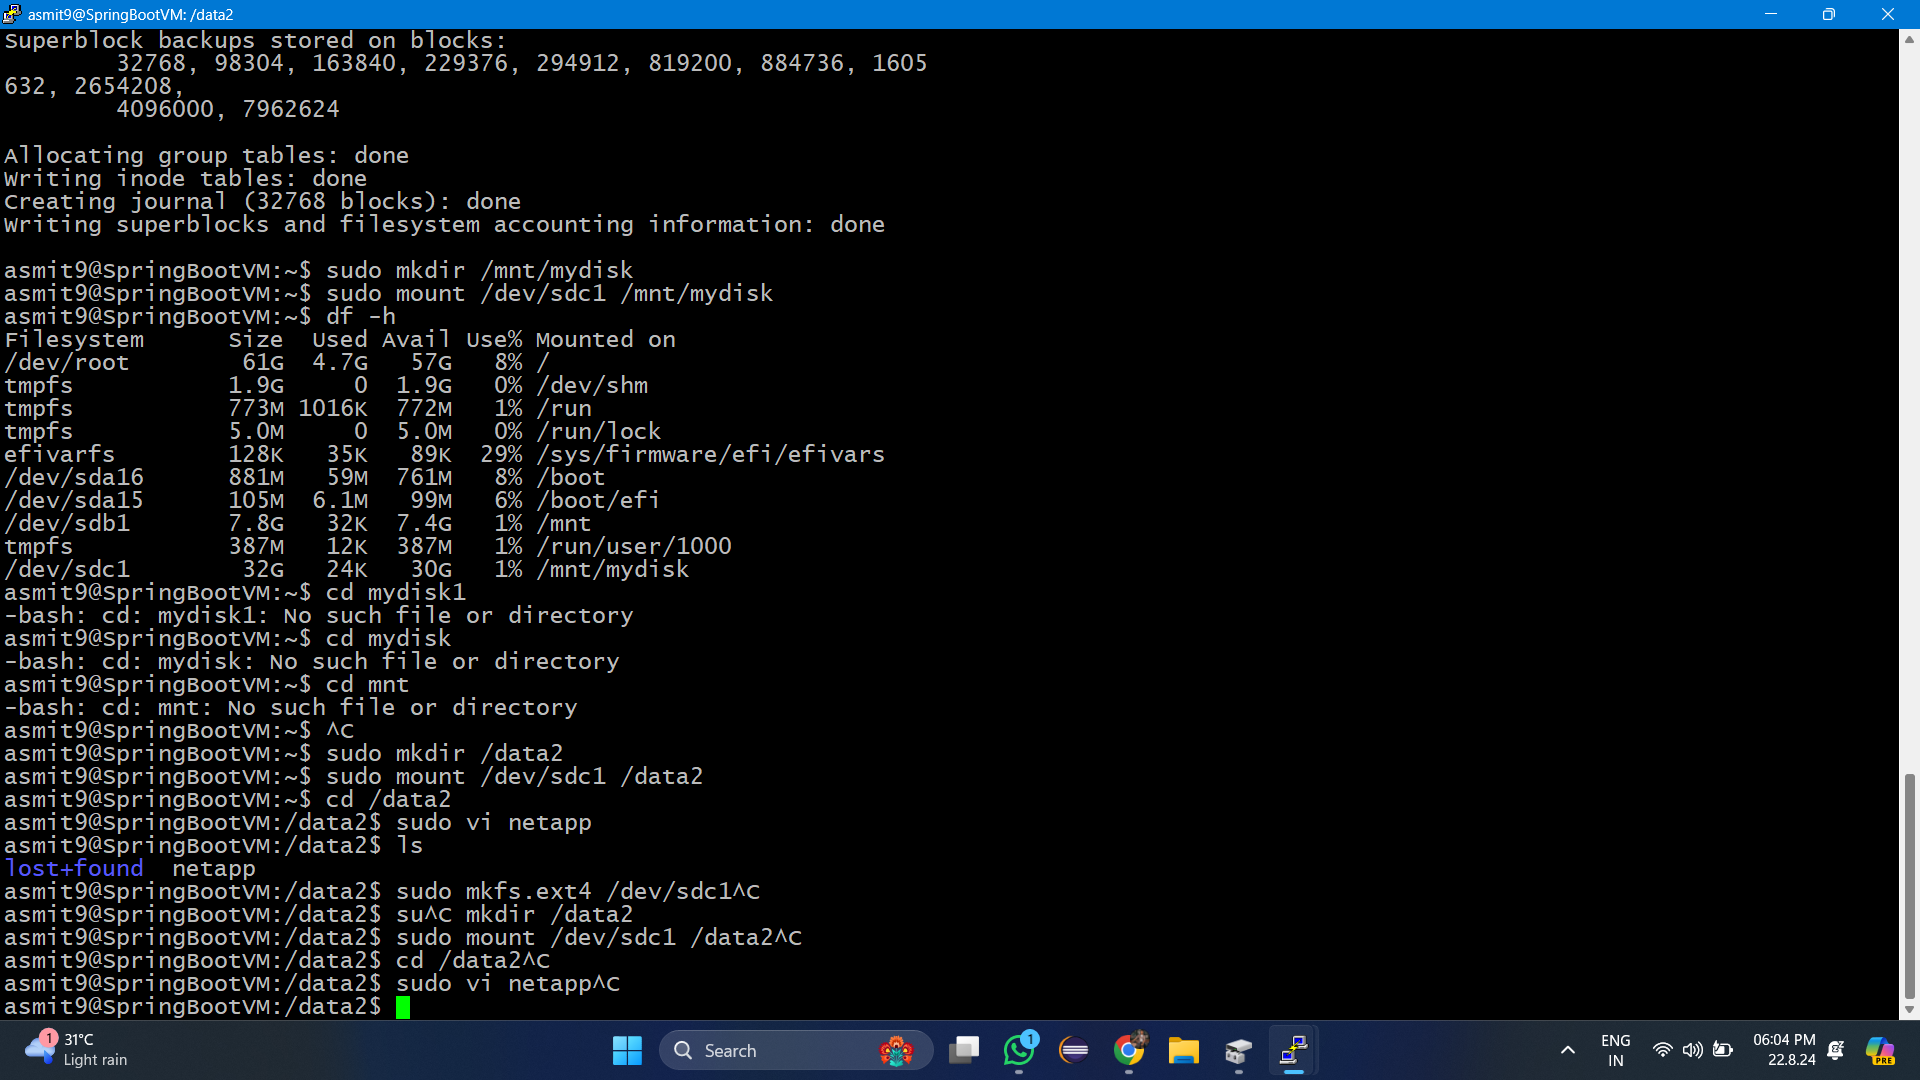 asmit9@SpringBootVM: /data2
Superblock backups stored on blocks:
        32768, 98304, 163840, 229376, 294912, 819200, 884736, 1605
632, 2654208,
        4096000, 7962624

Allocating group tables: done
Writing inode tables: done
Creating journal (32768 blocks): done
Writing superblocks and filesystem accounting information: done

asmit9@SpringBootVM:~$ sudo mkdir /mnt/mydisk
asmit9@SpringBootVM:~$ sudo mount /dev/sdc1 /mnt/mydisk
asmit9@SpringBootVM:~$ df -h
Filesystem      Size  Used Avail Use% Mounted on
/dev/root        61G  4.7G   57G   8% /
tmpfs           1.9G     0  1.9G   0% /dev/shm
tmpfs           773M 1016K  772M   1% /run
tmpfs           5.0M     0  5.0M   0% /run/lock
efivarfs        128K   35K   89K  29% /sys/firmware/efi/efivars
/dev/sda16      881M   59M  761M   8% /boot
/dev/sda15      105M  6.1M   99M   6% /boot/efi
/dev/sdb1       7.8G   32K  7.4G   1% /mnt
tmpfs           387M   12K  387M   1% /run/user/1000
/dev/sdc1        32G   24K   30G   1% /mnt/mydisk
asmit9@SpringBootVM:~$ cd mydisk1
-bash: cd: mydisk1: No such file or directory
asmit9@SpringBootVM:~$ cd mydisk
-bash: cd: mydisk: No such file or directory
asmit9@SpringBootVM:~$ cd mnt
-bash: cd: mnt: No such file or directory
asmit9@SpringBootVM:~$ ^C
asmit9@SpringBootVM:~$ sudo mkdir /data2
asmit9@SpringBootVM:~$ sudo mount /dev/sdc1 /data2
asmit9@SpringBootVM:~$ cd /data2
asmit9@SpringBootVM:/data2$ sudo vi netapp
asmit9@SpringBootVM:/data2$ ls
lost+found  netapp
asmit9@SpringBootVM:/data2$ sudo mkfs.ext4 /dev/sdc1^C
asmit9@SpringBootVM:/data2$ su^C mkdir /data2
asmit9@SpringBootVM:/data2$ sudo mount /dev/sdc1 /data2^C
asmit9@SpringBootVM:/data2$ cd /data2^C
asmit9@SpringBootVM:/data2$ sudo vi netapp^C
asmit9@SpringBootVM:/data2$
1
31°C
Light rain
Search
1
ENG
IN
06:04 PM
22.8.24
PRE